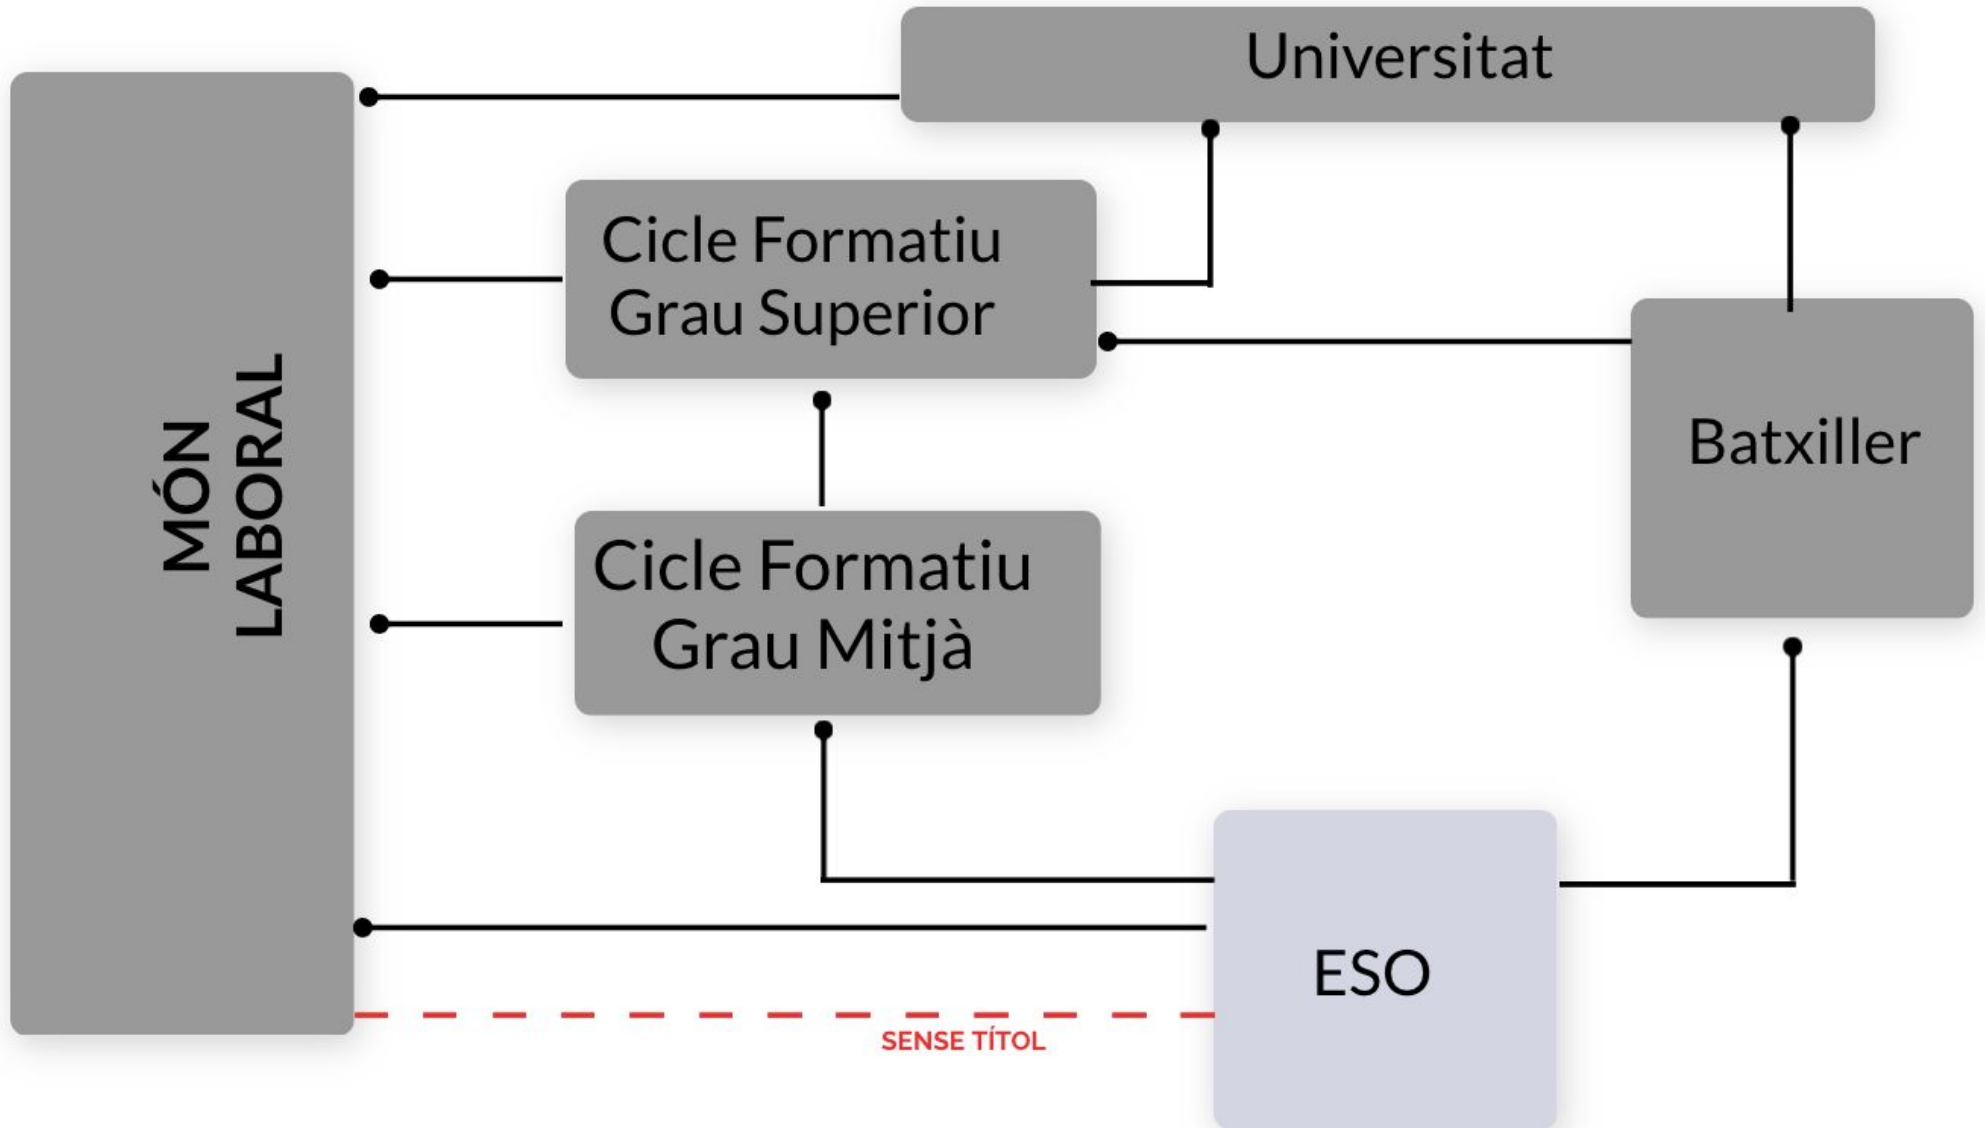 Universitat
MÓN
LABORAL
Cicle Formatiu
Grau Superior
Batxiller
Cicle Formatiu
Grau Mitjà
ESO
SENSE TÍTOL